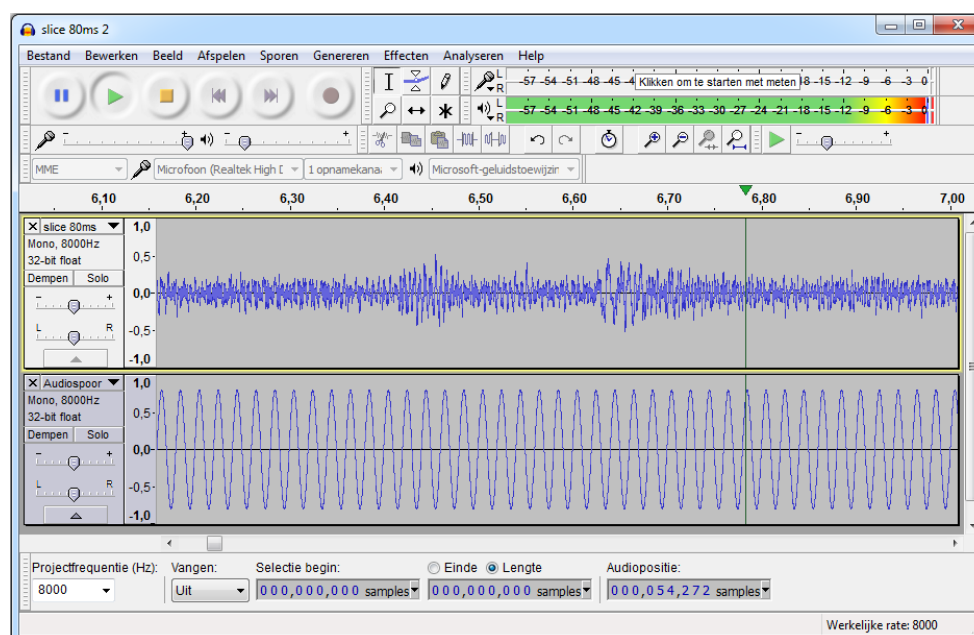 slice 80ms 2
Bestand Bewerken Beeld Afspelen Sporen Genereren Effecten Analyseren Help
L
R
-57 -54 -51 -48 -45 -4 Klikken om te starten met meten 18 -15 -12 -9 -6 -3 0
L
R
-57 -54 -51 -48 -45 -42 -39 -36 -33 -30 -27 -24 -21 -18 -15 -12 -9 -6 -3 0
- + - + - +
MME Microfoon (Realtek High D 1 opnamekana. Microsoft-geluidstoewijzin
6,10 6,20 6,30 6,40 6,50 6,60 6,70 6,80 6,90 7,00
X slice 80ms 1,0
Mono, 8000Hz
32-bit float 0,5
Dempen Solo
- + 0,0
L R -0,5
-1,0
X Audiospoor 1,0
Mono, 8000Hz
32-bit float 0,5
Dempen Solo
- + 0,0
L R -0,5
-1,0
Projectfrequentie (Hz): Vangen: Selectie begin: Einde Lengte Audiopositie:
8000 Uit 000,000,000 samples 000,000,000 samples 000,054,272 samples
Werkelijke rate: 8000